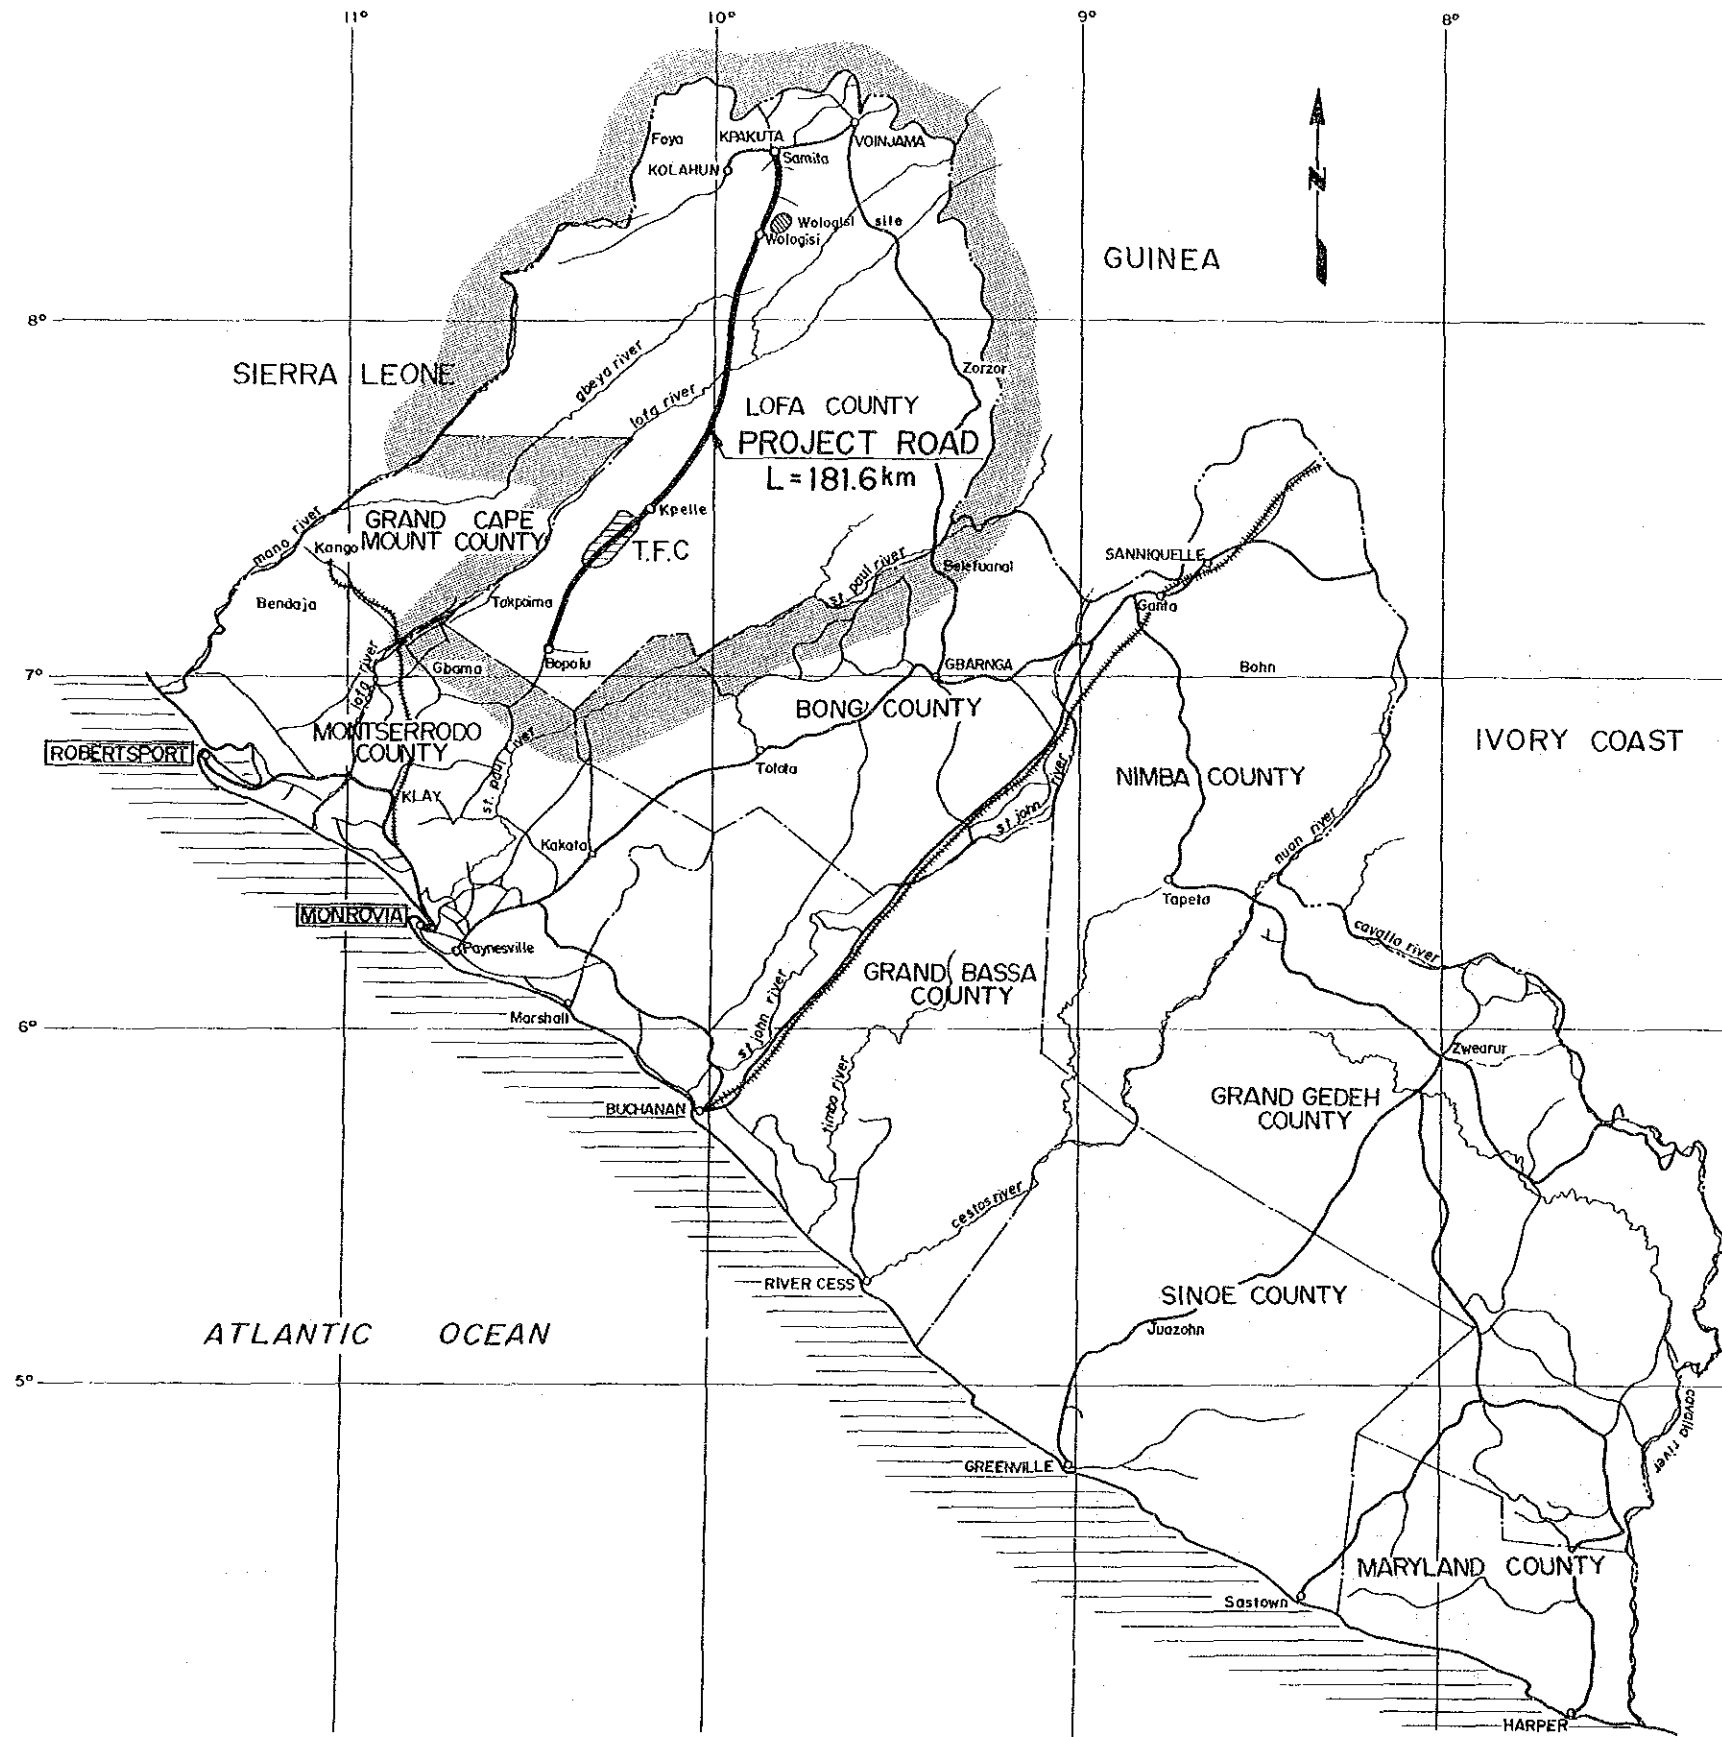 11°
10°
9°
8°
Foya
KPAKUTA
VOINJAMA
KOLAHUN
Samita
Wologisi site
Wologisi
GUINEA
N
8°
SIERRA LEONE
gbeya river
lofa river
Zorzor
LOFA COUNTY
PROJECT ROAD
L=181.6km
Kpelle
GRAND CAPE
MOUNT COUNTY
mano river
Kango
T.F.C
st. paul river
Belefuanai
SANNIQUELLE
Bendaja
Takpoima
Ganta
7°
lofa river
Gbama
Bopolu
GBARNGA
Bohn
BONG COUNTY
MONTSERRODO
COUNTY
ROBERTSPORT
st. paul river
IVORY COAST
Tolota
NIMBA COUNTY
KLAY
st. john river
Kakata
nuan river
Tapeta
MONROVIA
Paynesville
cavalla river
GRAND BASSA
COUNTY
Marshall
6°
st. john river
Zwearur
timbo river
BUCHANAN
GRAND GEDEH
COUNTY
cestos river
RIVER CESS
SINOE COUNTY
Juazohn
ATLANTIC OCEAN
5°
cavalla river
GREENVILLE
MARYLAND COUNTY
Sastown
HARPER